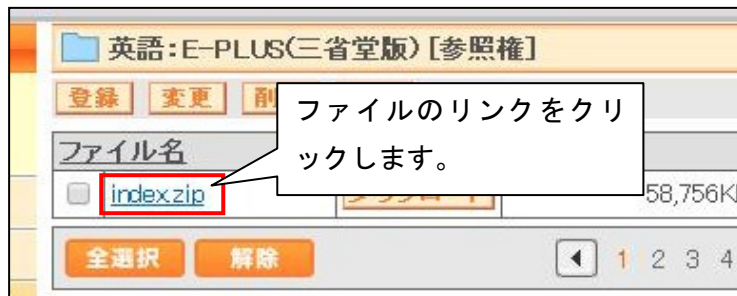 英語:E-PLUS(三省堂版) [参照権]
登録 変更
ファイルのリンクをクリ
ックします。
ファイル名
index.zip 58,756K
全選択 解除 1 2 3 4